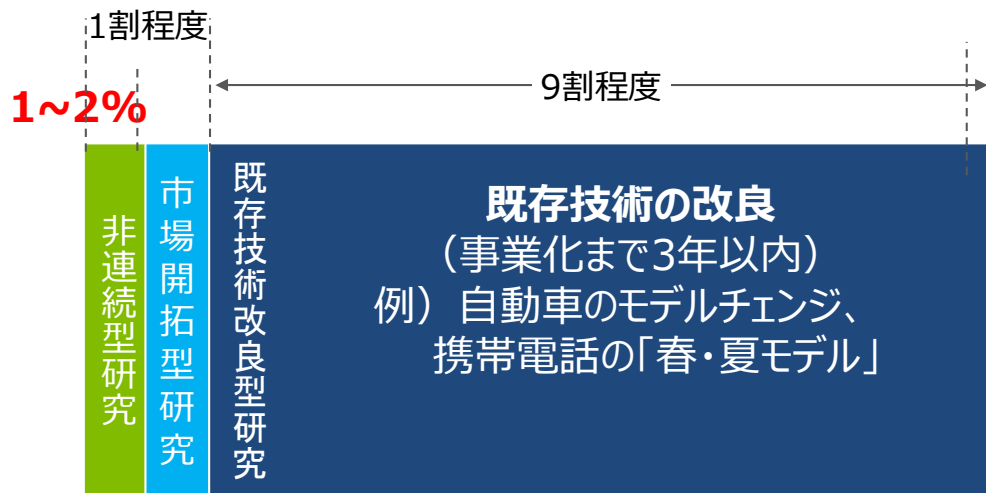 1割程度
9割程度
1~2%
非連続型研究
市場開拓型研究
既存技術改良型研究
既存技術の改良
（事業化まで3年以内）
例）自動車のモデルチェンジ、
携帯電話の「春・夏モデル」